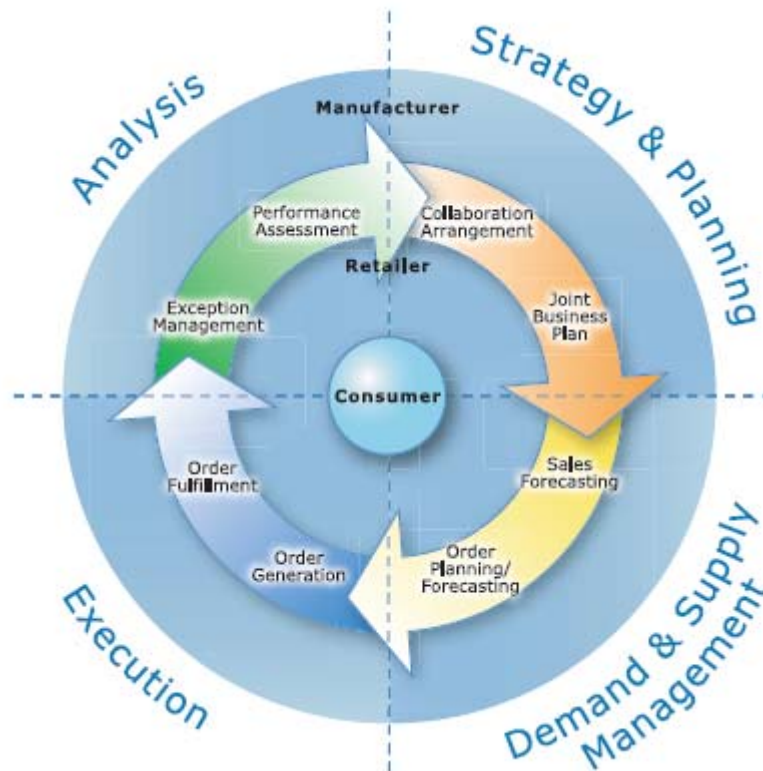 Analysis
Strategy & Planning
Manufacturer
Performance
Assessment
Collaboration
Arrangement
Retailer
Exception
Management
Joint
Business
Plan
Consumer
Order
Fulfillment
Sales
Forecasting
Order
Generation
Order
Planning/
Forecasting
Execution
Demand & Supply
Management